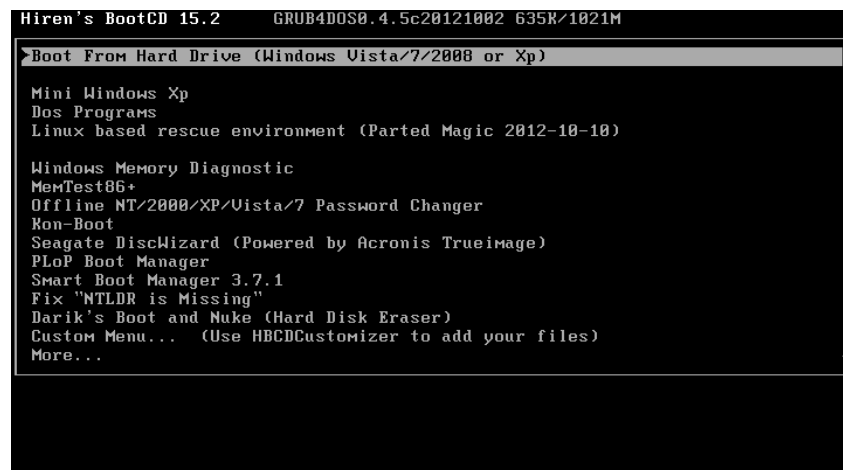 Hiren's BootCD 15.2 GRUB4DOS0.4.5c20121002 635K/1021M
Boot From Hard Drive (Windows Vista/7/2008 or Xp)
Mini Windows Xp
Dos Programs
Linux based rescue environment (Parted Magic 2012-10-10)
Windows Memory Diagnostic
MemTest86+
Offline NT/2000/XP/Vista/7 Password Changer
Kon-Boot
Seagate DiscWizard (Powered by Acronis Trueimage)
PLoP Boot Manager
Smart Boot Manager 3.7.1
Fix "NTLDR is Missing"
Darik's Boot and Nuke (Hard Disk Eraser)
Custom Menu... (Use HBCDCustomizer to add your files)
More...